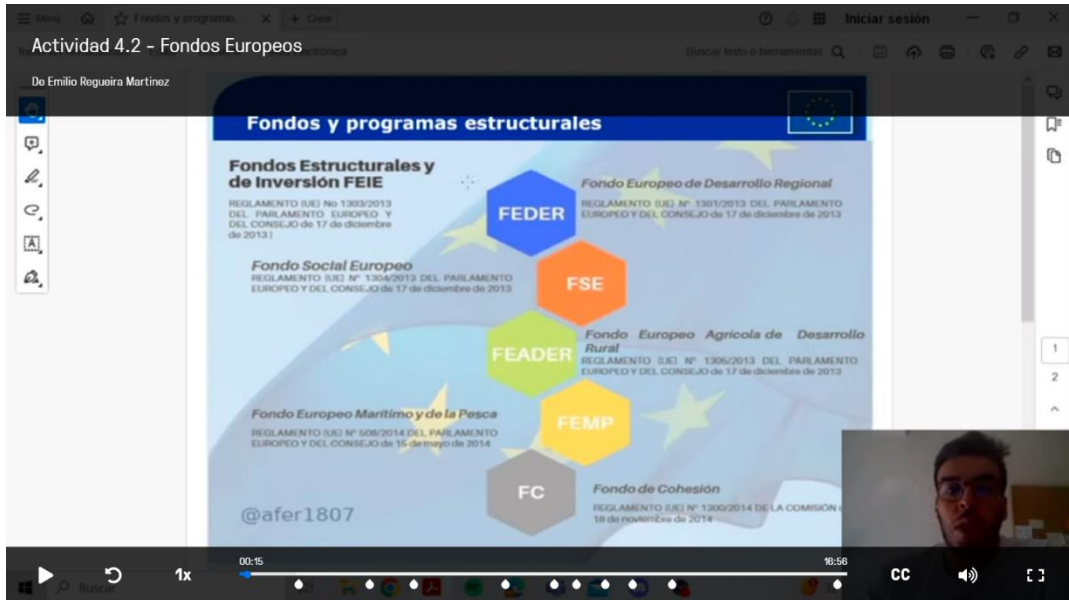 Menú
Fondos y programas...
+ Crear
Iniciar sesión
Actividad 4.2 - Fondos Europeos
Buscar texto o herramientas
De Emilio Regueira Martinez
Fondos y programas estructurales
Fondos Estructurales y
de Inversión FEIE
REGLAMENTO (UE) No 1303/2013
DEL PARLAMENTO EUROPEO Y
DEL CONSEJO de 17 de diciembre
de 2013)
FEDER
Fondo Europeo de Desarrollo Regional
REGLAMENTO (UE) Nº 1301/2013 DEL PARLAMENTO
EUROPEO Y DEL CONSEJO de 17 de diciembre de 2013
Fondo Social Europeo
REGLAMENTO (UE) Nº 1304/2013 DEL PARLAMENTO
EUROPEO Y DEL CONSEJO de 17 de diciembre de 2013
FSE
FEADER
Fondo Europeo Agrícola de Desarrollo
Rural
REGLAMENTO (UE) Nº 1305/2013 DEL PARLAMENTO
EUROPEO Y DEL CONSEJO de 17 de diciembre de 2013
Fondo Europeo Marítimo y de la Pesca
REGLAMENTO (UE) Nº 508/2014 DEL PARLAMENTO
EUROPEO Y DEL CONSEJO de 15 de mayo de 2014
FEMP
FC
Fondo de Cohesión
REGLAMENTO (UE) Nº 1300/2014 DE LA COMISIÓN
18 de noviembre de 2014
@afer1807
1
2
00:15
16:56
1x
CC
Buscar